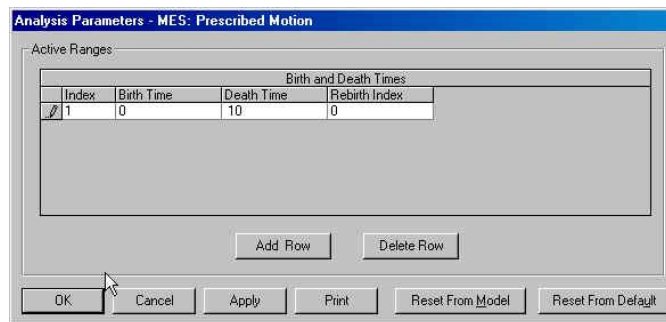 Analysis Parameters - MES: Prescribed Motion
Active Ranges
Birth and Death Times
Index Birth Time Death Time Rebirth Index
1 0 10 0
Add Row Delete Row
OK Cancel Apply Print Reset From Model Reset From Default